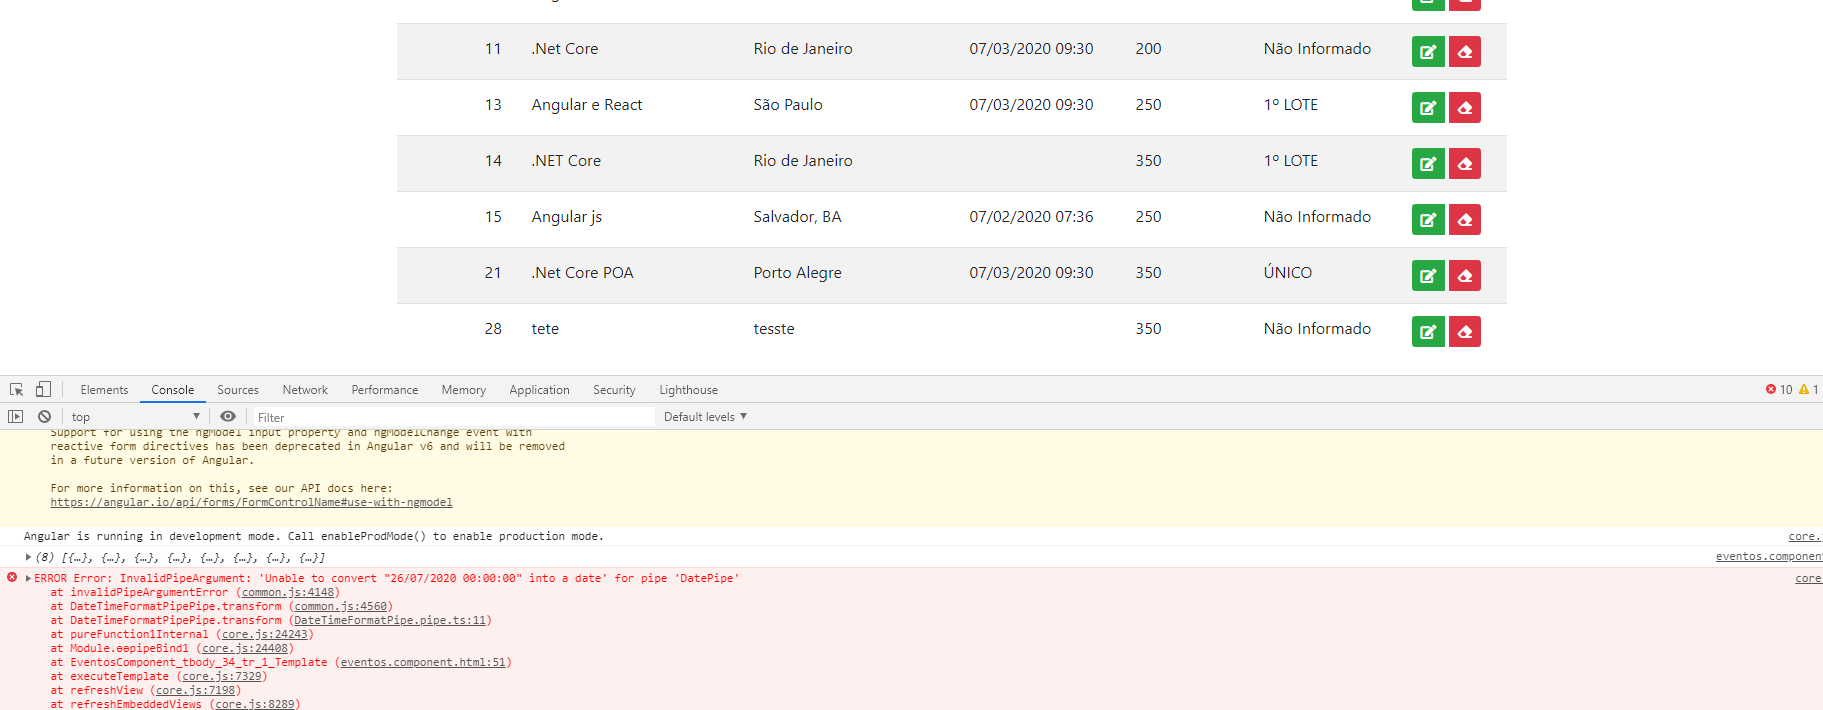 11 .Net Core Rio de Janeiro 07/03/2020 09:30 200 Não Informado
13 Angular e React São Paulo 07/03/2020 09:30 250 1º LOTE
14 .NET Core Rio de Janeiro 350 1º LOTE
15 Angular js Salvador, BA 07/02/2020 07:36 250 Não Informado
21 .Net Core POA Porto Alegre 07/03/2020 09:30 350 ÚNICO
28 tete tesste 350 Não Informado
Elements Console Sources Network Performance Memory Application Security Lighthouse 10 1
top Filter Default levels
Support for using the ngModel input property and ngModelChange event with
reactive form directives has been deprecated in Angular v6 and will be removed
in a future version of Angular.
For more information on this, see our API docs here:
https://angular.io/api/forms/FormControlName#use-with-ngmodel
Angular is running in development mode. Call enableProdMode() to enable production mode. core.
(8) [{…}, {…}, {…}, {…}, {…}, {…}, {…}, {…}] eventos.component
ERROR Error: InvalidPipeArgument: 'Unable to convert "26/07/2020 00:00:00" into a date' for pipe 'DatePipe' core
at invalidPipeArgumentError (common.js:4148)
at DateTimeFormatPipePipe.transform (common.js:4560)
at DateTimeFormatPipePipe.transform (DateTimeFormatPipe.pipe.ts:11)
at pureFunction1Internal (core.js:24243)
at Module.ɵɵpipeBind1 (core.js:24408)
at EventosComponent_tbody_34_tr_1_Template (eventos.component.html:51)
at executeTemplate (core.js:7329)
at refreshView (core.js:7198)
at refreshEmbeddedViews (core.js:8289)